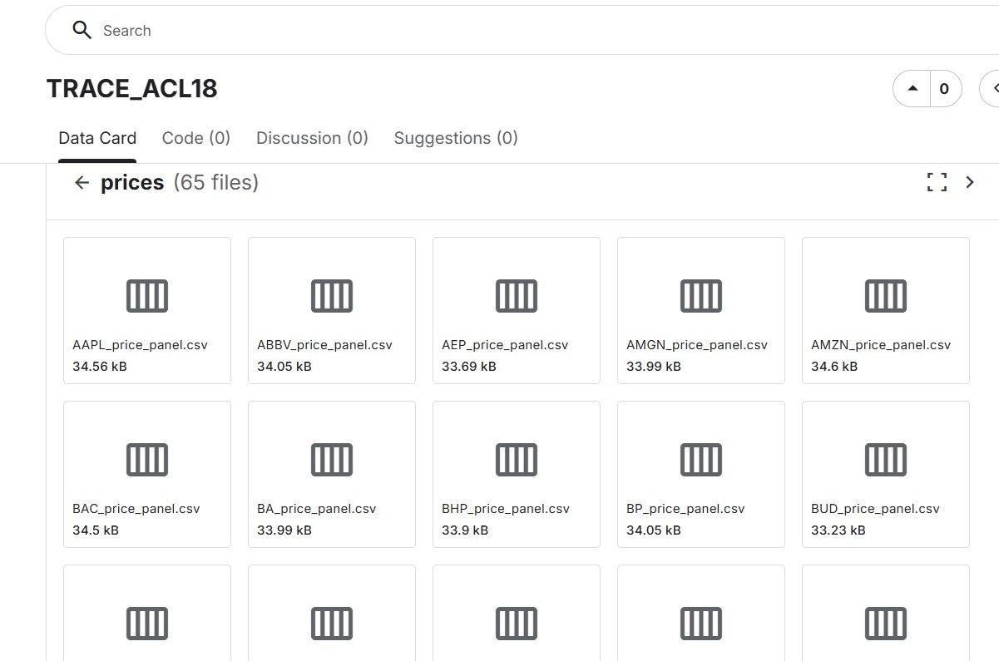 Search
TRACE_ACL18
0
Data Card Code (0) Discussion (0) Suggestions (0)
prices (65 files)
AAPL_price_panel.csv ABBV_price_panel.csv AEP_price_panel.csv AMGN_price_panel.csv AMZN_price_panel.csv
34.56 kB 34.05 kB 33.69 kB 33.99 kB 34.6 kB
BAC_price_panel.csv BA_price_panel.csv BHP_price_panel.csv BP_price_panel.csv BUD_price_panel.csv
34.5 kB 33.99 kB 33.9 kB 34.05 kB 33.23 kB